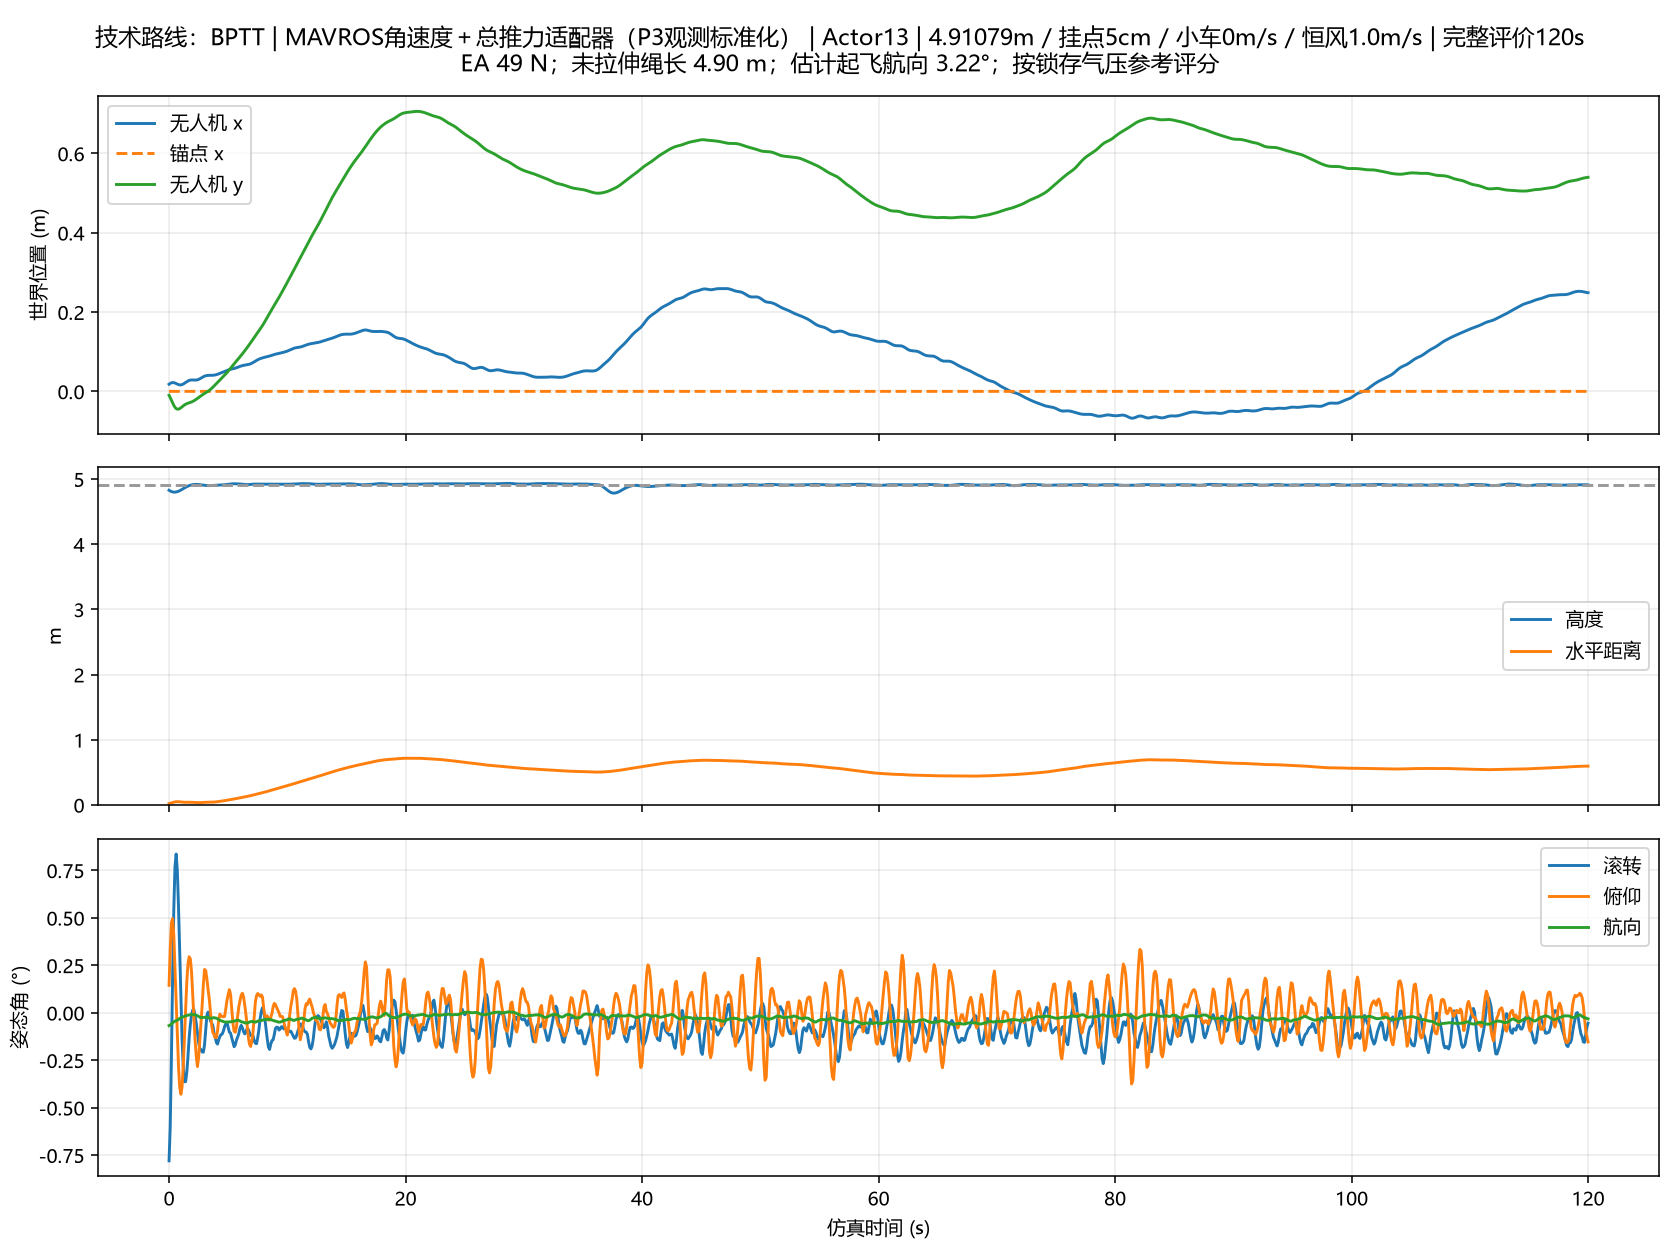 技术路线：BPTT | MAVROS角速度＋总推力适配器（P3观测标准化） | Actor13 | 4.91079m / 挂点5cm / 小车0m/s / 恒风1.0m/s | 完整评价120s
EA 49 N；未拉伸绳长 4.90 m；估计起飞航向 3.22°；按锁存气压参考评分
无人机 x
锚点 x
无人机 y
世界位置 (m)
0.6
0.4
0.2
0.0
5
4
3
2
1
0
m
高度
水平距离
姿态角 (°)
0.75
0.50
0.25
0.00
-0.25
-0.50
-0.75
滚转
俯仰
航向
0 20 40 60 80 100 120
仿真时间 (s)